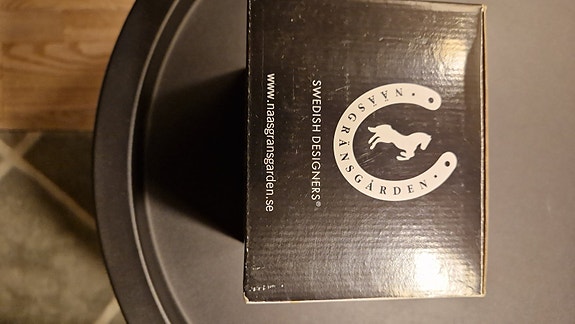 • NÄÄSGRÄNSGÅRDEN •
SWEDISH DESIGNERS®
www.naasgransgarden.se